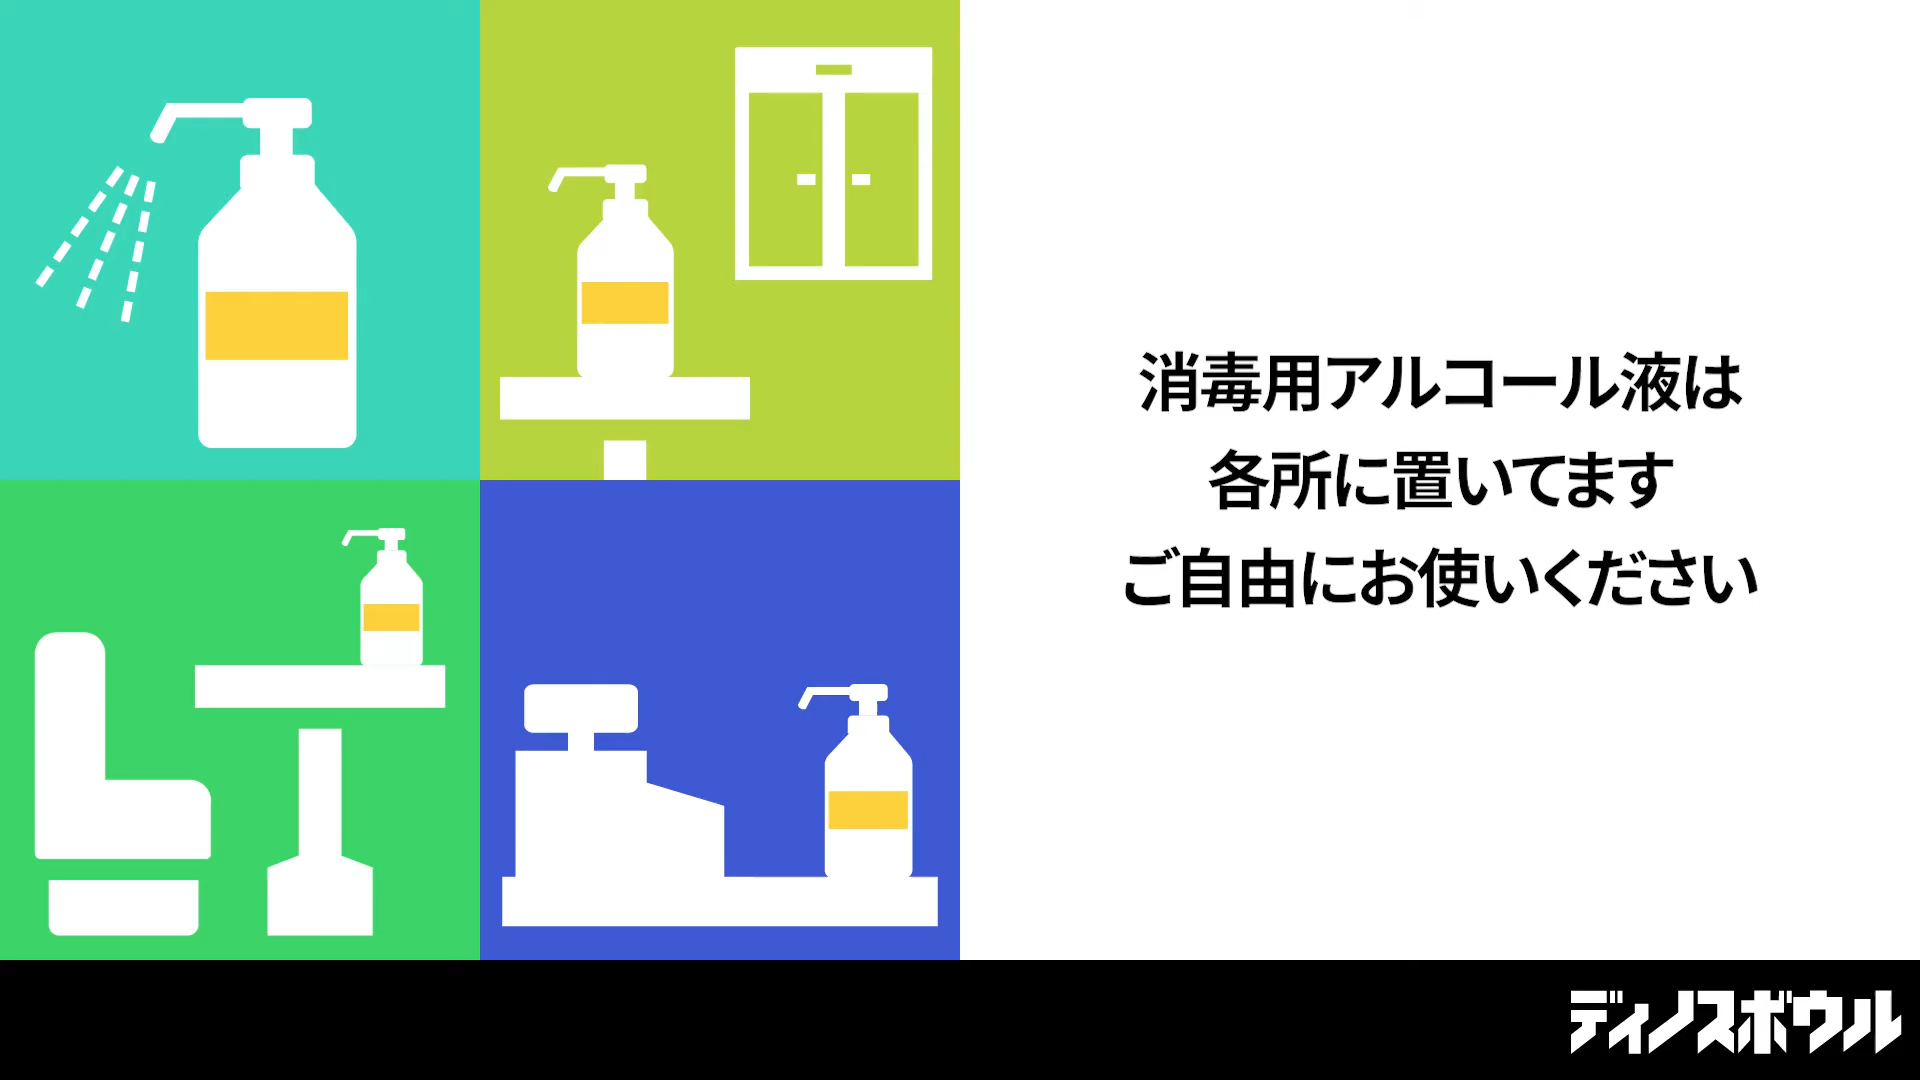 消毒用アルコール液は
各所に置いてます
ご自由にお使いください
ディノスボウル